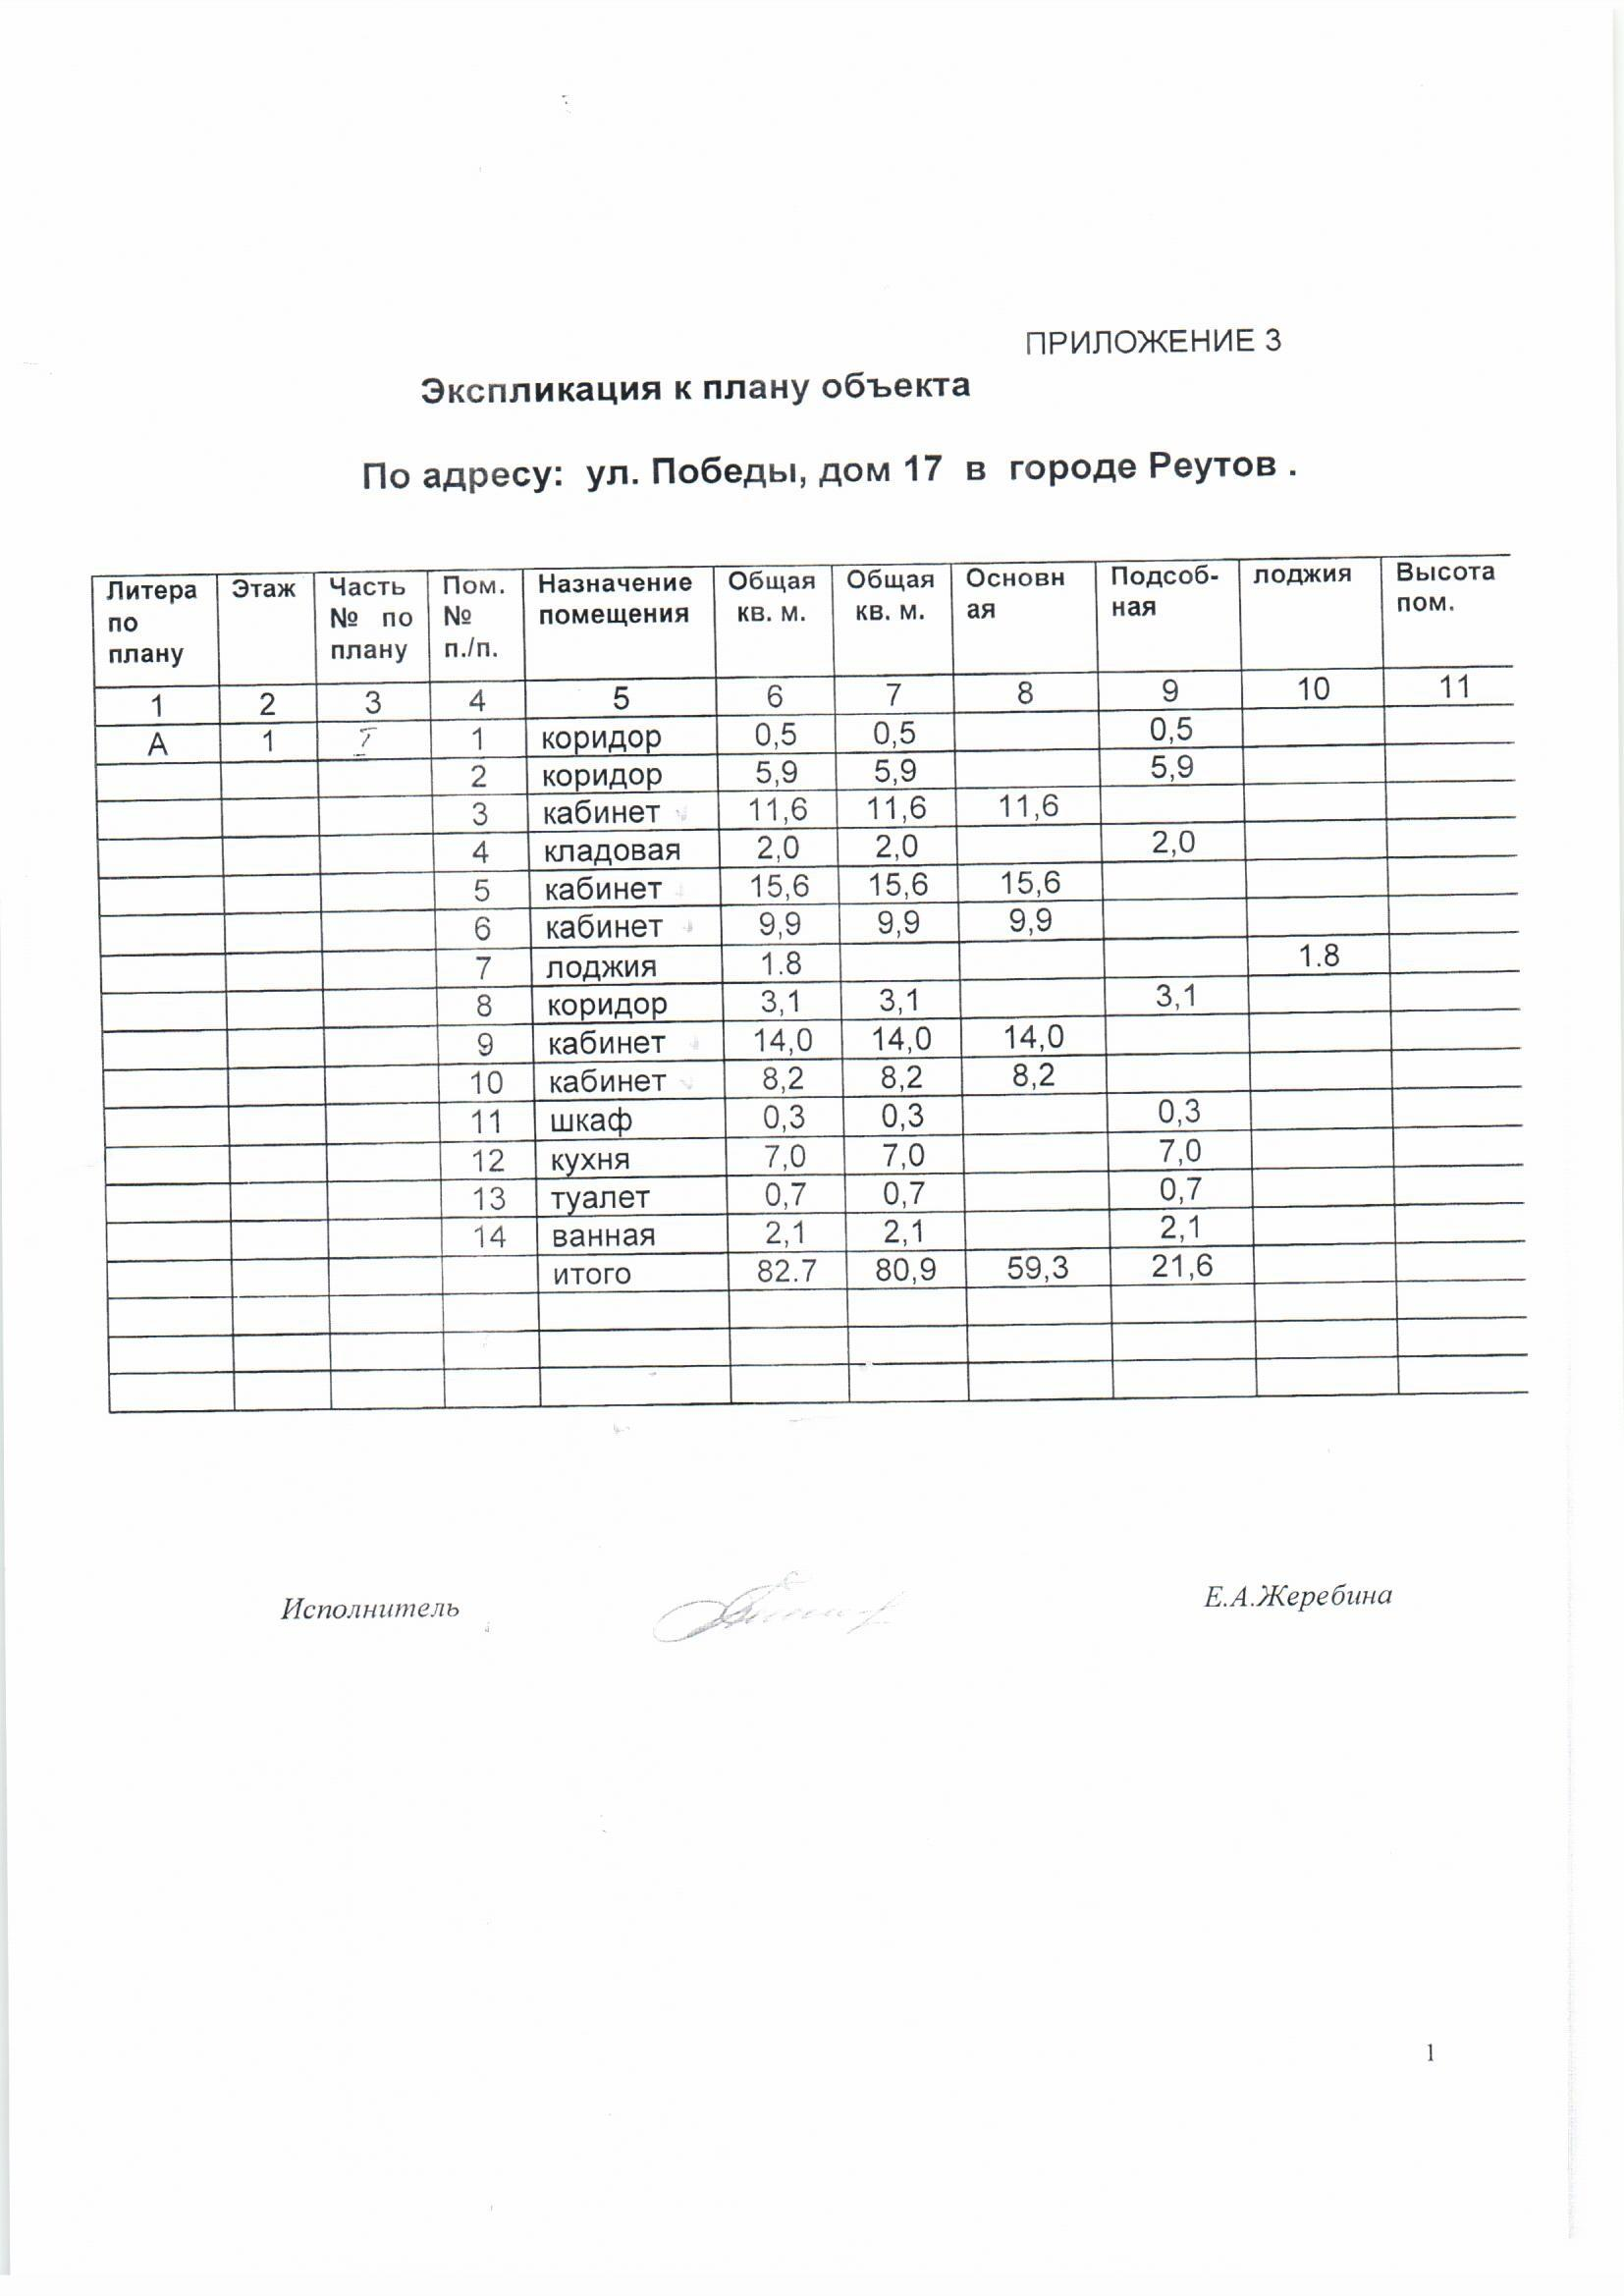 ПРИЛОЖЕНИЕ 3
Экспликация к плану объекта
По адресу: ул. Победы, дом 17 в городе Реутов .
Литера по плану Этаж Часть № по плану Пом. № п./п. Назначение помещения Общая кв. м. Общая кв. м. Основн ая Подсоб- ная лоджия Высота пом.
1 2 3 4 5 6 7 8 9 10 11
А 1 I 1 коридор 0,5 0,5 0,5
2 коридор 5,9 5,9 5,9
3 кабинет 11,6 11,6 11,6
4 кладовая 2,0 2,0 2,0
5 кабинет 15,6 15,6 15,6
6 кабинет 9,9 9,9 9,9
7 лоджия 1.8 1.8
8 коридор 3,1 3,1 3,1
9 кабинет 14,0 14,0 14,0
10 кабинет 8,2 8,2 8,2
11 шкаф 0,3 0,3 0,3
12 кухня 7,0 7,0 7,0
13 туалет 0,7 0,7 0,7
14 ванная 2,1 2,1 2,1
итого 82.7 80,9 59,3 21,6
Исполнитель Е.А.Жеребина
1